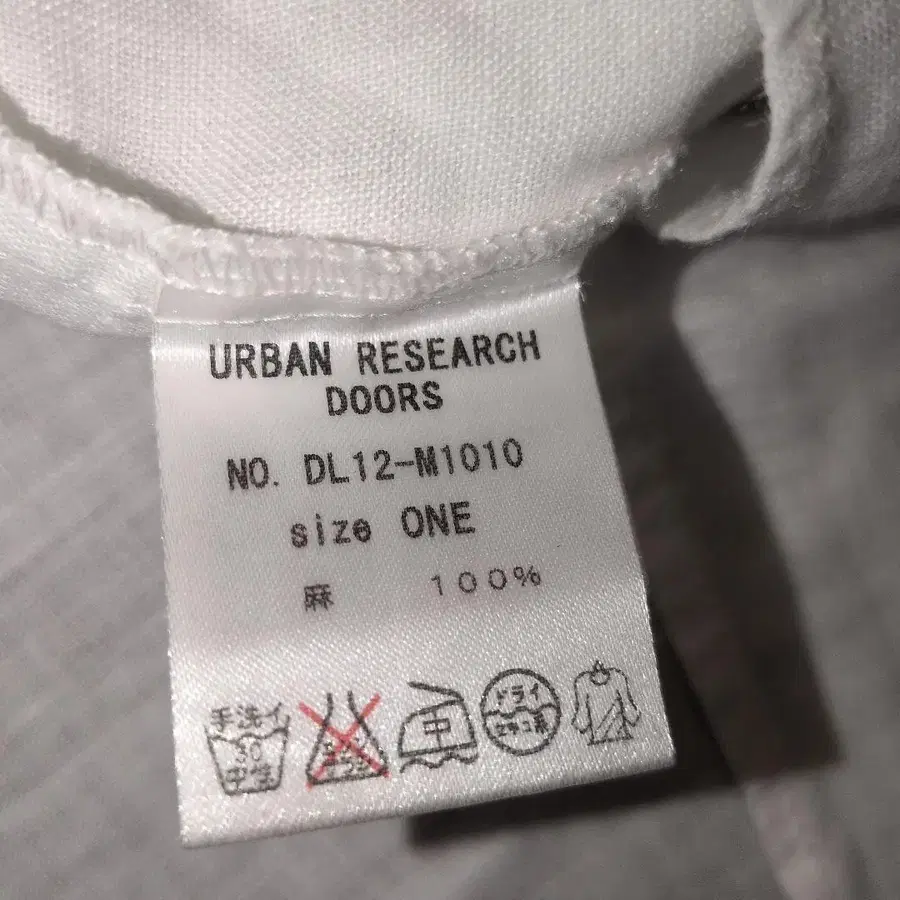 URBAN RESEARCH
DOORS
NO. DL12-M1010
size ONE
麻 100%
手洗イ 中 ドライ
30
中性